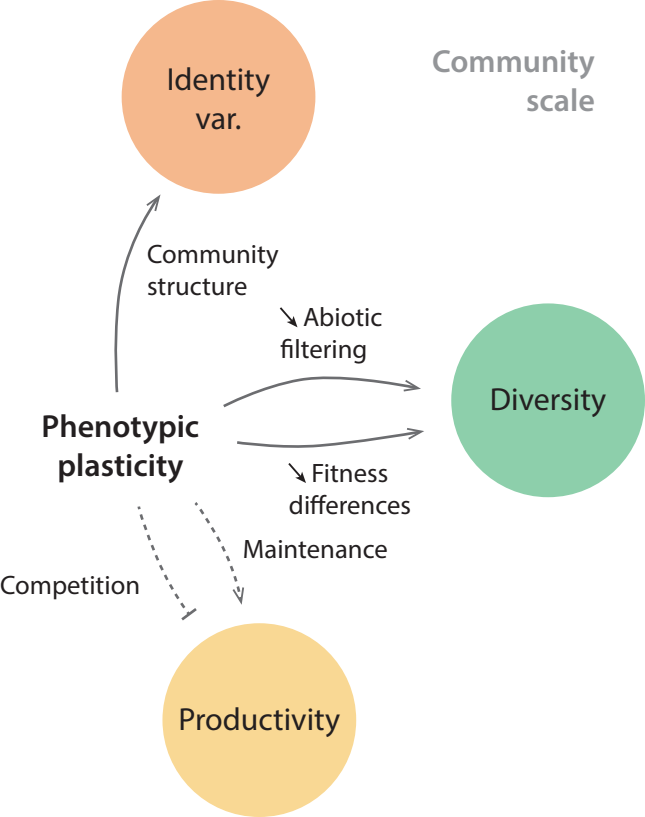 Identity
var.
Community
scale
Community
structure
↘ Abiotic
filtering
Diversity
Phenotypic
plasticity
↘ Fitness
differences
Maintenance
Competition
Productivity